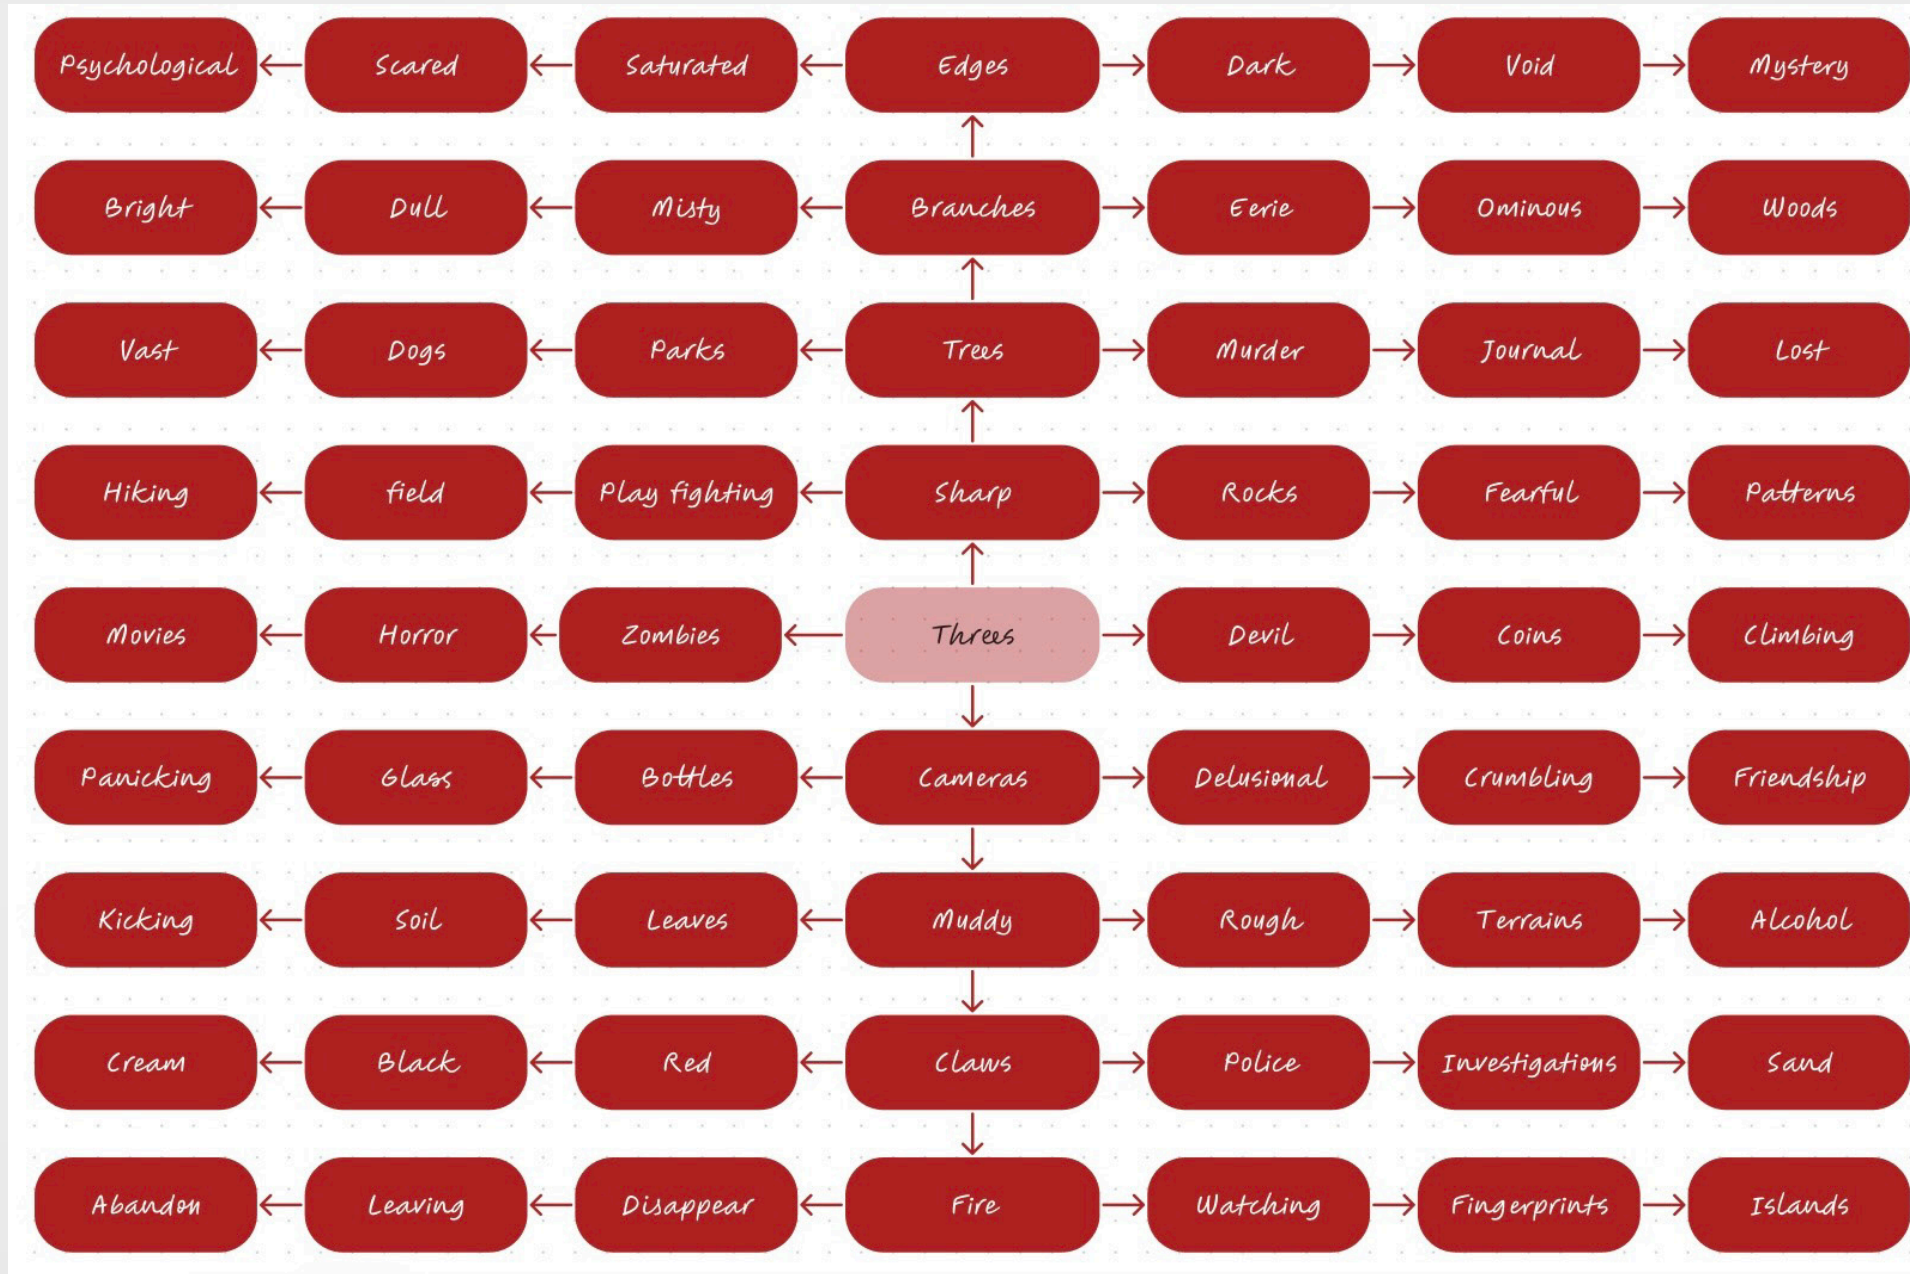 Psychological
Scared
Saturated
Edges
Dark
Void
Mystery
Bright
Dull
Misty
Branches
Eerie
Ominous
Woods
Vast
Dogs
Parks
Trees
Murder
Journal
Lost
Hiking
field
Play fighting
Sharp
Rocks
Fearful
Patterns
Movies
Horror
Zombies
Threes
Devil
Coins
Climbing
Panicking
Glass
Bottles
Cameras
Delusional
Crumbling
Friendship
Kicking
Soil
Leaves
Muddy
Rough
Terrains
Alcohol
Cream
Black
Red
Claws
Police
Investigations
Sand
Abandon
Leaving
Disappear
Fire
Watching
Fingerprints
Islands